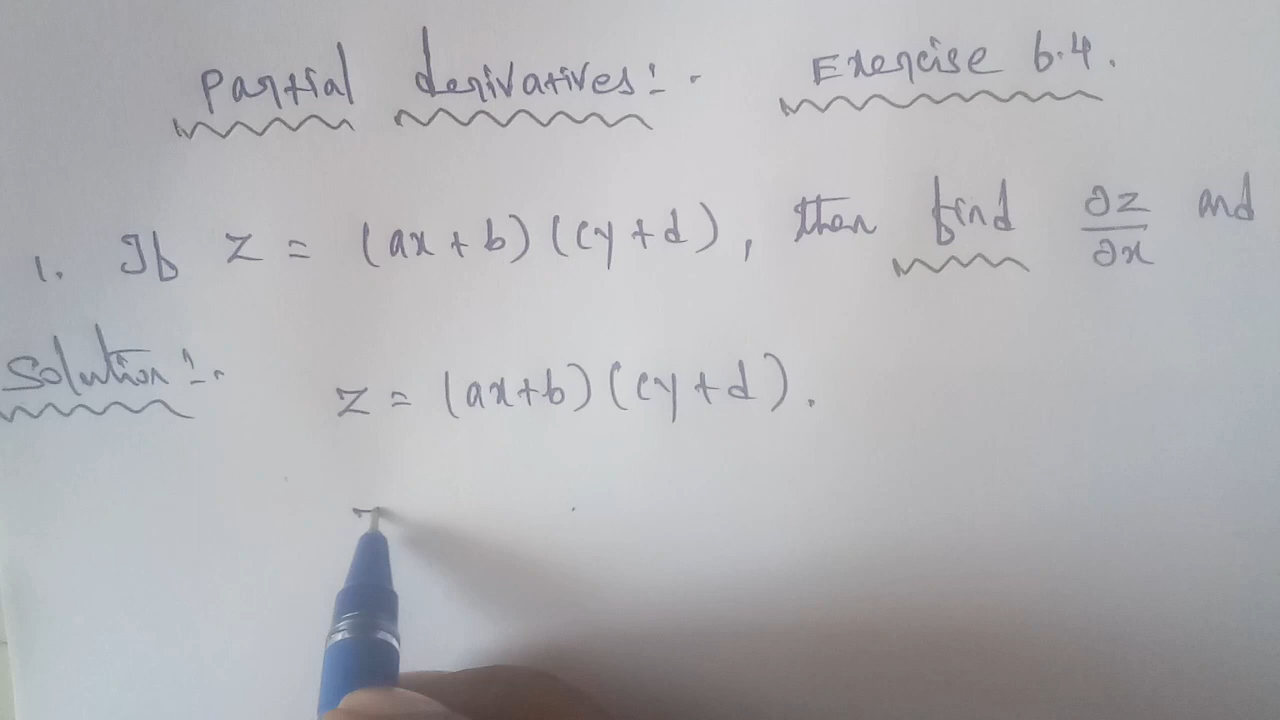 Partial derivatives:- Exercise 6.4.
1. If z = (ax+b)(cy+d), then find ∂z/∂x and
Solution:- z = (ax+b)(cy+d).